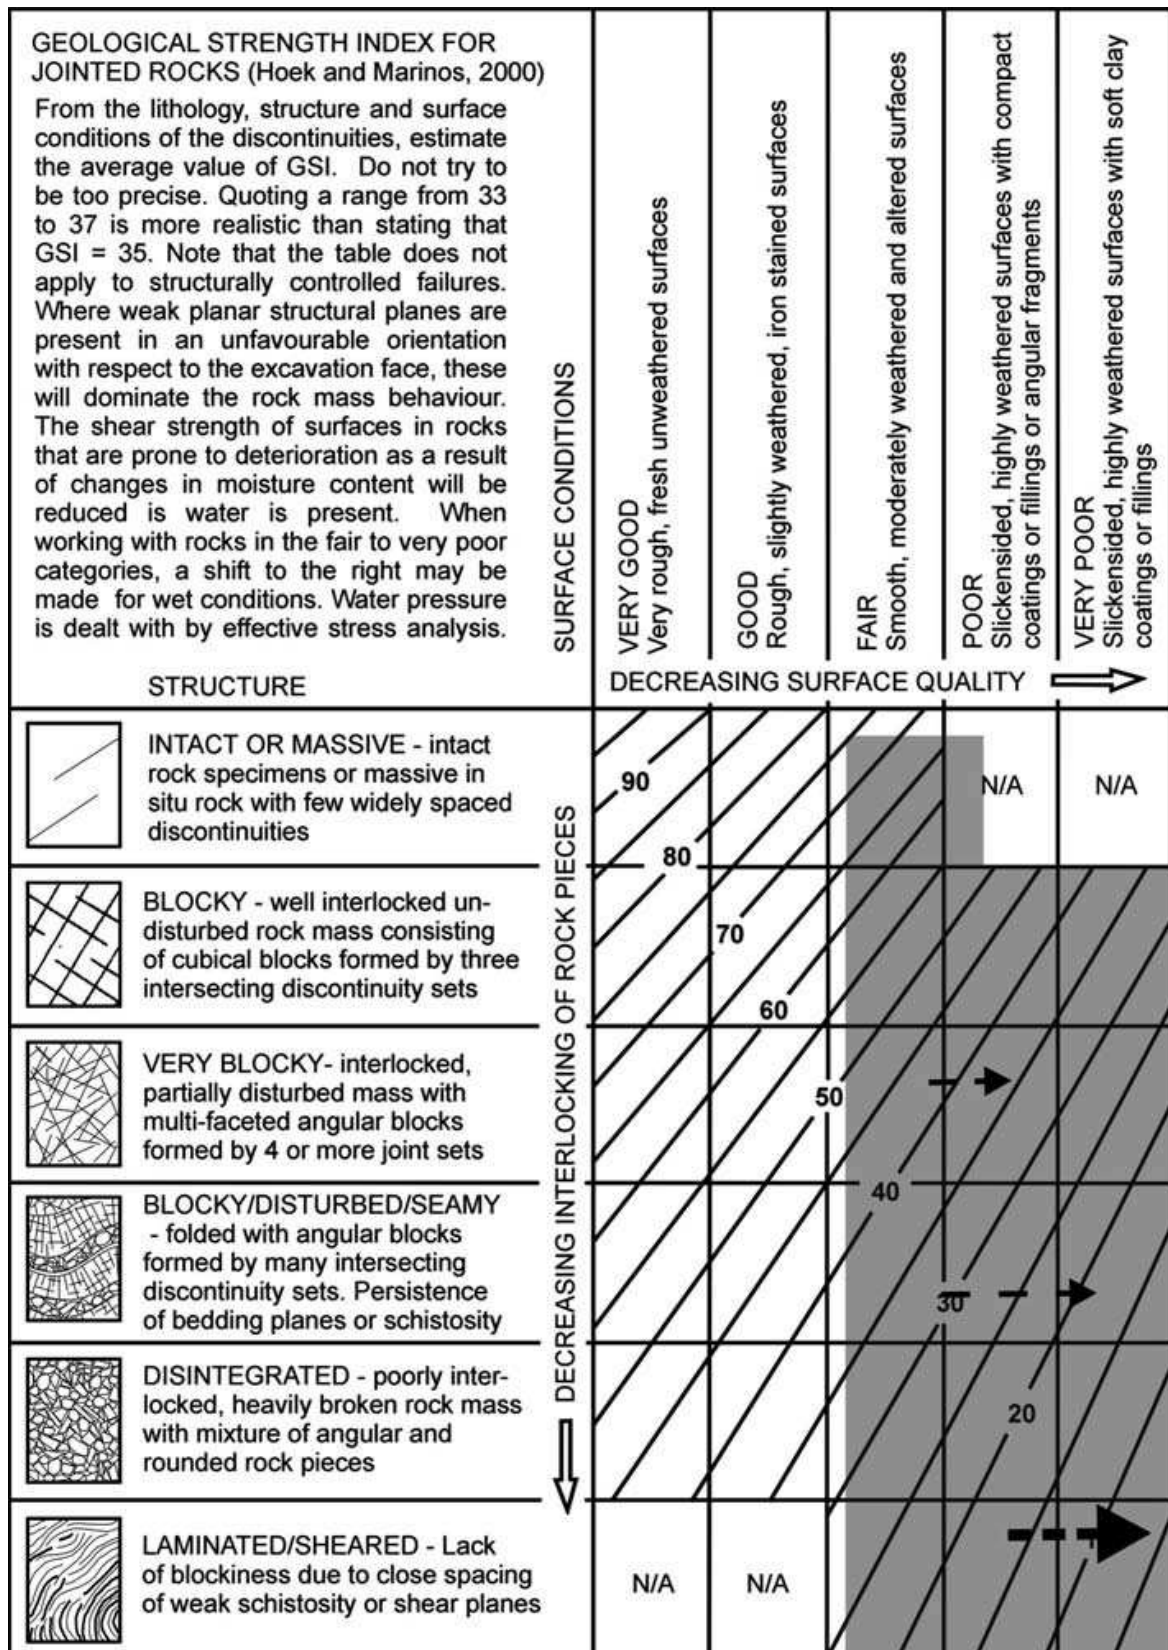 GEOLOGICAL STRENGTH INDEX FOR
JOINTED ROCKS (Hoek and Marinos, 2000)
From the lithology, structure and surface
conditions of the discontinuities, estimate
the average value of GSI. Do not try to
be too precise. Quoting a range from 33
to 37 is more realistic than stating that
GSI = 35. Note that the table does not
apply to structurally controlled failures.
Where weak planar structural planes are
present in an unfavourable orientation
with respect to the excavation face, these
will dominate the rock mass behaviour.
The shear strength of surfaces in rocks
that are prone to deterioration as a result
of changes in moisture content will be
reduced is water is present. When
working with rocks in the fair to very poor
categories, a shift to the right may be
made for wet conditions. Water pressure
is dealt with by effective stress analysis.
STRUCTURE
SURFACE CONDITIONS
VERY GOOD
Very rough, fresh unweathered surfaces
GOOD
Rough, slightly weathered, iron stained surfaces
FAIR
Smooth, moderately weathered and altered surfaces
POOR
Slickensided, highly weathered surfaces with compact
coatings or fillings or angular fragments
VERY POOR
Slickensided, highly weathered surfaces with soft clay
coatings or fillings
DECREASING SURFACE QUALITY
DECREASING INTERLOCKING OF ROCK PIECES
INTACT OR MASSIVE - intact
rock specimens or massive in
situ rock with few widely spaced
discontinuities
90
80
N/A
N/A
BLOCKY - well interlocked un-
disturbed rock mass consisting
of cubical blocks formed by three
intersecting discontinuity sets
70
60
VERY BLOCKY- interlocked,
partially disturbed mass with
multi-faceted angular blocks
formed by 4 or more joint sets
50
BLOCKY/DISTURBED/SEAMY
- folded with angular blocks
formed by many intersecting
discontinuity sets. Persistence
of bedding planes or schistosity
40
30
DISINTEGRATED - poorly inter-
locked, heavily broken rock mass
with mixture of angular and
rounded rock pieces
20
LAMINATED/SHEARED - Lack
of blockiness due to close spacing
of weak schistosity or shear planes
N/A
N/A